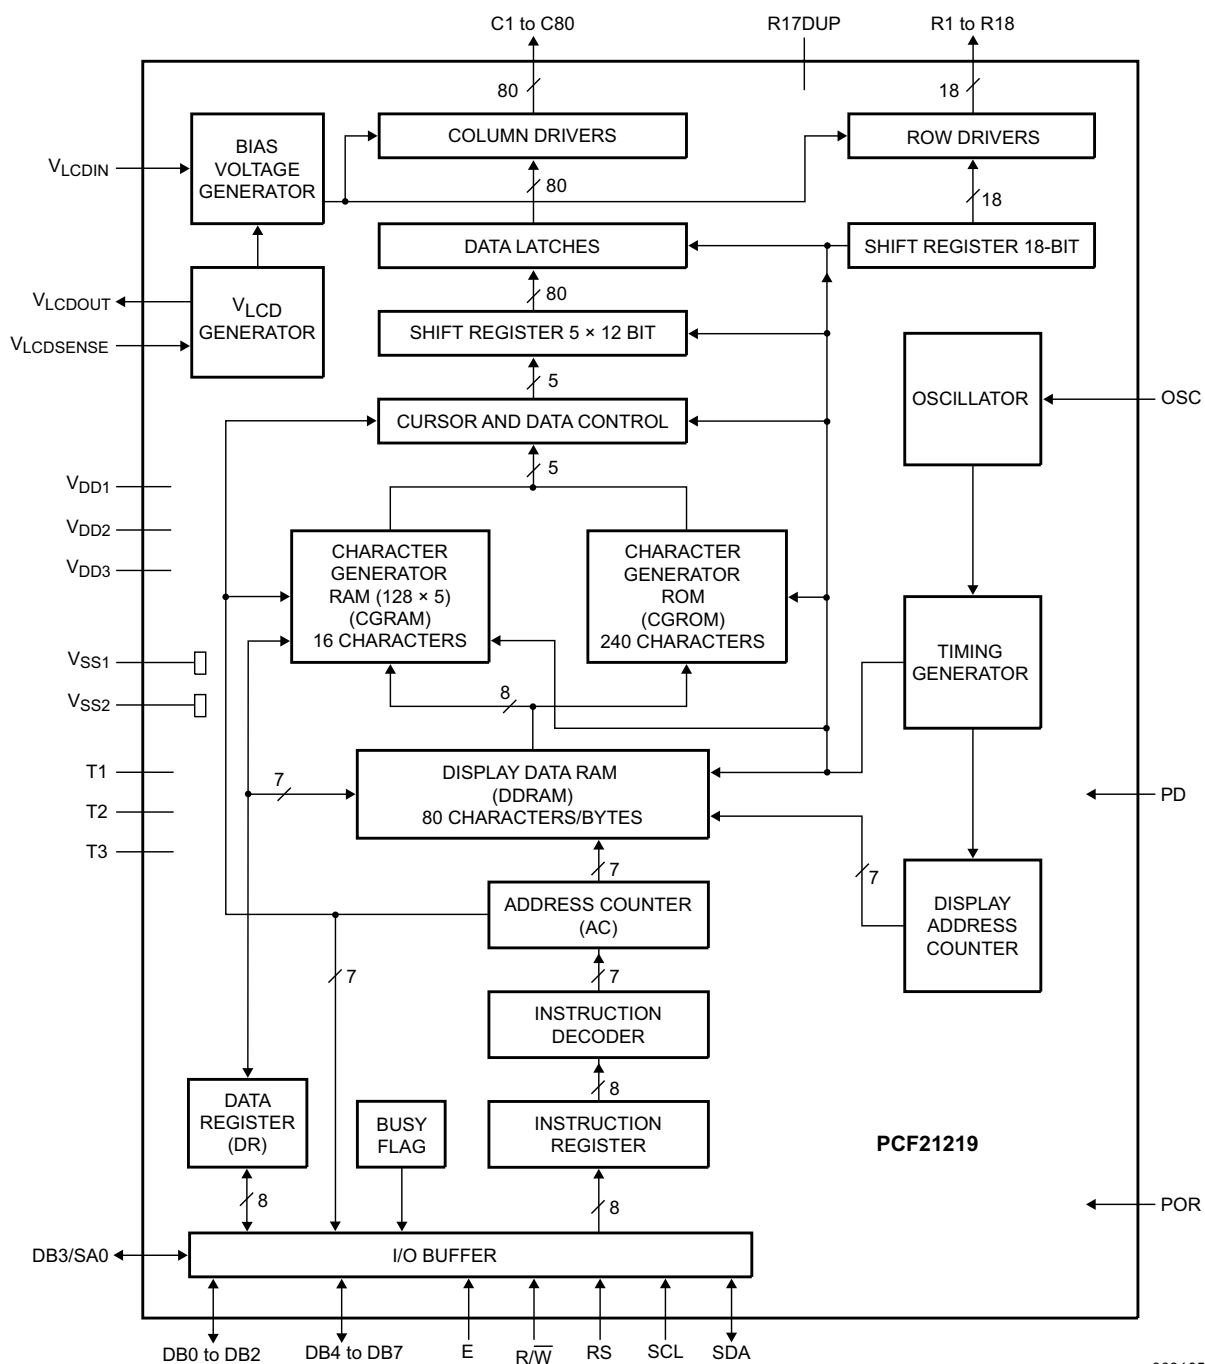 C1 to C80
R17DUP
R1 to R18
80
18
BIAS
VOLTAGE
GENERATOR
COLUMN DRIVERS
ROW DRIVERS
VLCDIN
80
18
DATA LATCHES
SHIFT REGISTER 18-BIT
VLCDOUT
VLCD
GENERATOR
80
VLCDSENSE
SHIFT REGISTER 5 × 12 BIT
5
OSCILLATOR
OSC
CURSOR AND DATA CONTROL
5
VDD1
VDD2
VDD3
CHARACTER
GENERATOR
RAM (128 × 5)
(CGRAM)
16 CHARACTERS
CHARACTER
GENERATOR
ROM
(CGROM)
240 CHARACTERS
TIMING
GENERATOR
VSS1
VSS2
8
T1
T2
T3
7
DISPLAY DATA RAM
(DDRAM)
80 CHARACTERS/BYTES
PD
7
7
ADDRESS COUNTER
(AC)
DISPLAY
ADDRESS
COUNTER
7
7
INSTRUCTION
DECODER
8
DATA
REGISTER
(DR)
BUSY
FLAG
INSTRUCTION
REGISTER
PCF21219
8
8
POR
DB3/SA0
I/O BUFFER
DB0 to DB2
DB4 to DB7
E
R/W̅
RS
SCL
SDA